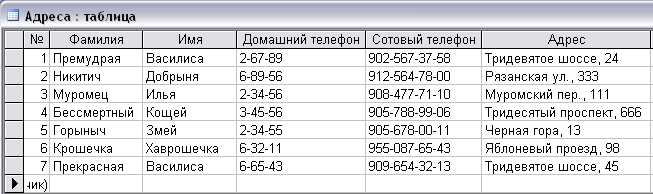 Адреса : таблица
№ Фамилия Имя Домашний телефон Сотовый телефон Адрес
1 Премудрая Василиса 2-67-89 902-567-37-58 Тридевятое шоссе, 24
2 Никитич Добрыня 6-89-56 912-564-78-00 Рязанская ул., 333
3 Муромец Илья 2-34-56 908-477-71-10 Муромский пер., 111
4 Бессмертный Кощей 3-45-56 905-788-99-06 Тридесятый проспект, 666
5 Горыныч Змей 2-34-55 905-678-00-11 Черная гора, 13
6 Крошечка Хаврошечка 6-32-11 955-087-65-43 Яблоневый проезд, 98
7 Прекрасная Василиса 6-65-43 909-654-32-13 Тридевятое шоссе, 45
чик)